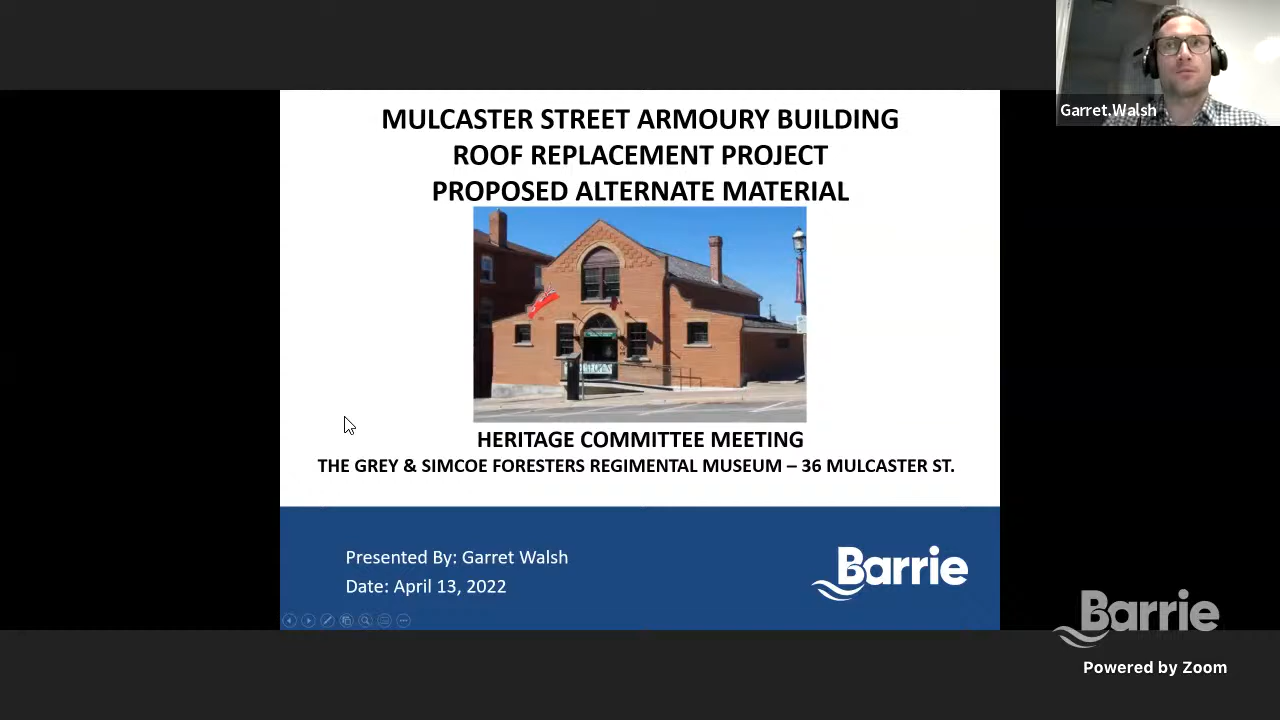 Garret.Walsh
MULCASTER STREET ARMOURY BUILDING
ROOF REPLACEMENT PROJECT
PROPOSED ALTERNATE MATERIAL
HERITAGE COMMITTEE MEETING
THE GREY & SIMCOE FORESTERS REGIMENTAL MUSEUM – 36 MULCASTER ST.
Presented By: Garret Walsh
Date: April 13, 2022
Barrie
Barrie
Powered by Zoom